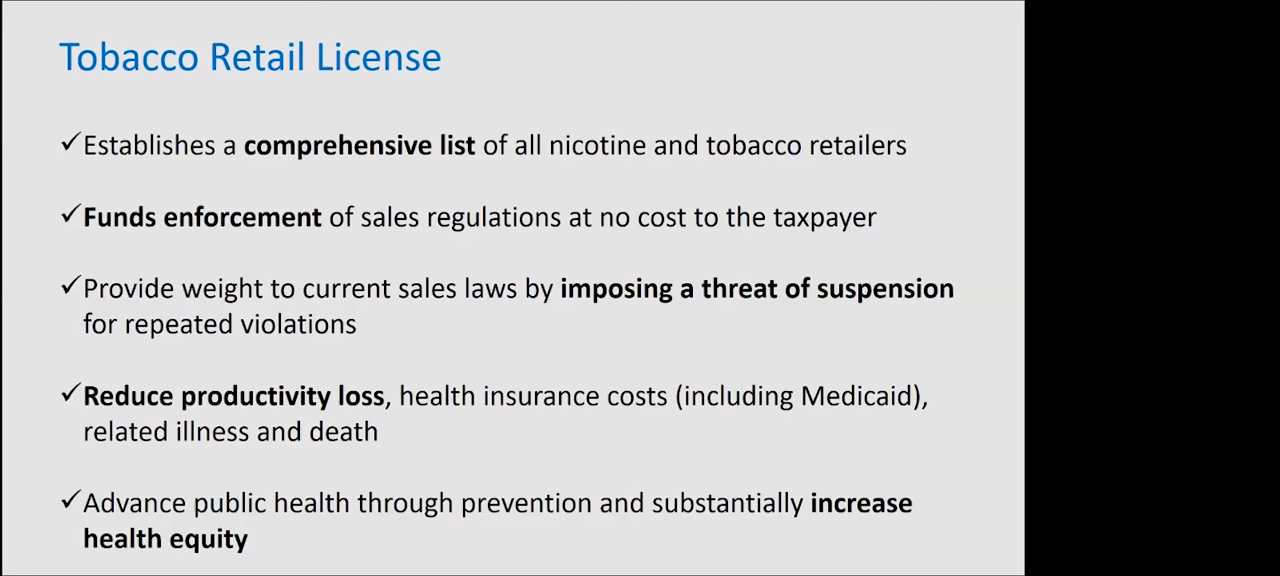 Tobacco Retail License
✓Establishes a comprehensive list of all nicotine and tobacco retailers
✓Funds enforcement of sales regulations at no cost to the taxpayer
✓Provide weight to current sales laws by imposing a threat of suspension
for repeated violations
✓Reduce productivity loss, health insurance costs (including Medicaid),
related illness and death
✓Advance public health through prevention and substantially increase
health equity